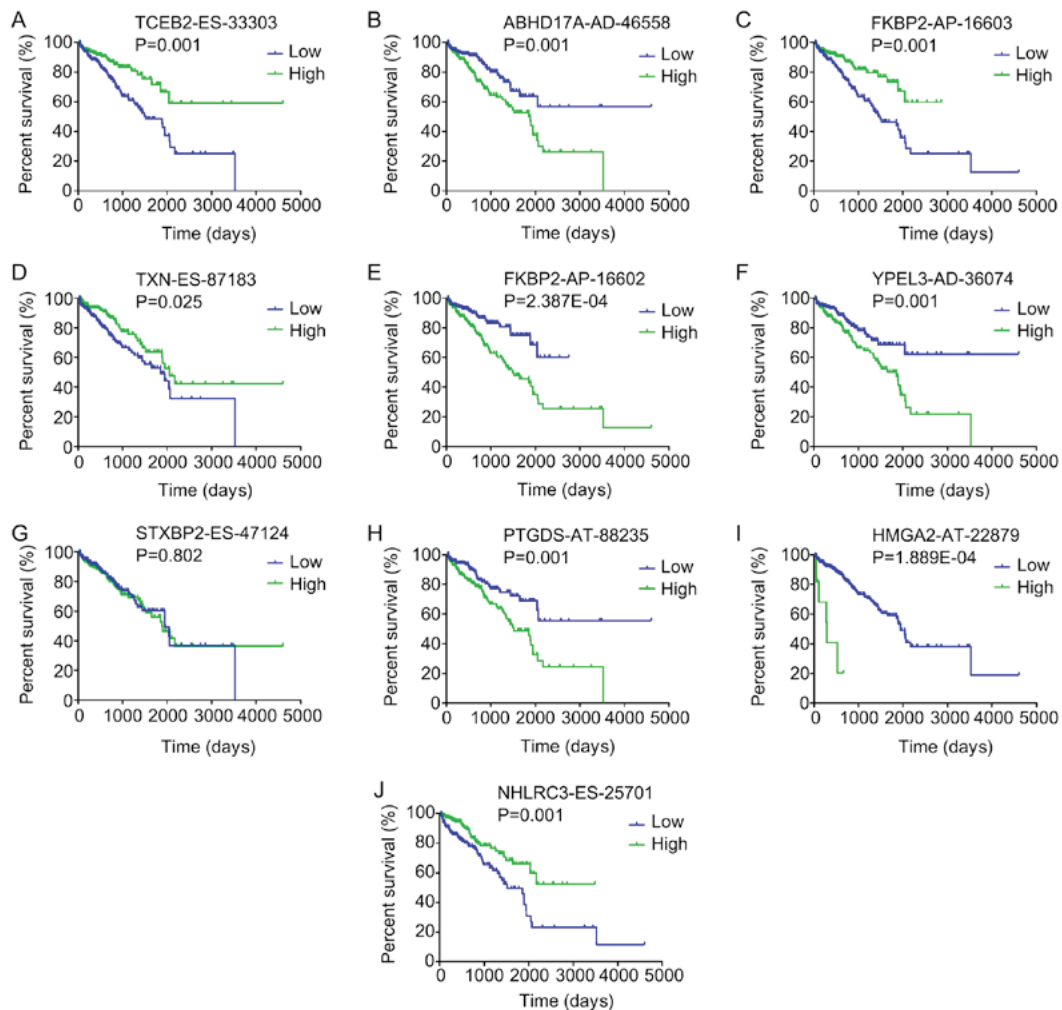 A
TCEB2-ES-33303
P=0.001
Low
High
Percent survival (%)
100
80
60
40
20
0
0 1000 2000 3000 4000 5000
Time (days)
B
ABHD17A-AD-46558
P=0.001
Low
High
Percent survival (%)
100
80
60
40
20
0
0 1000 2000 3000 4000 5000
Time (days)
C
FKBP2-AP-16603
P=0.001
Low
High
Percent survival (%)
100
80
60
40
20
0
0 1000 2000 3000 4000 5000
Time (days)
D
TXN-ES-87183
P=0.025
Low
High
Percent survival (%)
100
80
60
40
20
0
0 1000 2000 3000 4000 5000
Time (days)
E
FKBP2-AP-16602
P=2.387E-04
Low
High
Percent survival (%)
100
80
60
40
20
0
0 1000 2000 3000 4000 5000
Time (days)
F
YPEL3-AD-36074
P=0.001
Low
High
Percent survival (%)
100
80
60
40
20
0
0 1000 2000 3000 4000 5000
Time (days)
G
STXBP2-ES-47124
P=0.802
Low
High
Percent survival (%)
100
80
60
40
20
0
0 1000 2000 3000 4000 5000
Time (days)
H
PTGDS-AT-88235
P=0.001
Low
High
Percent survival (%)
100
80
60
40
20
0
0 1000 2000 3000 4000 5000
Time (days)
I
HMGA2-AT-22879
P=1.889E-04
Low
High
Percent survival (%)
100
80
60
40
20
0
0 1000 2000 3000 4000 5000
Time (days)
J
NHLRC3-ES-25701
P=0.001
Low
High
Percent survival (%)
100
80
60
40
20
0
0 1000 2000 3000 4000 5000
Time (days)